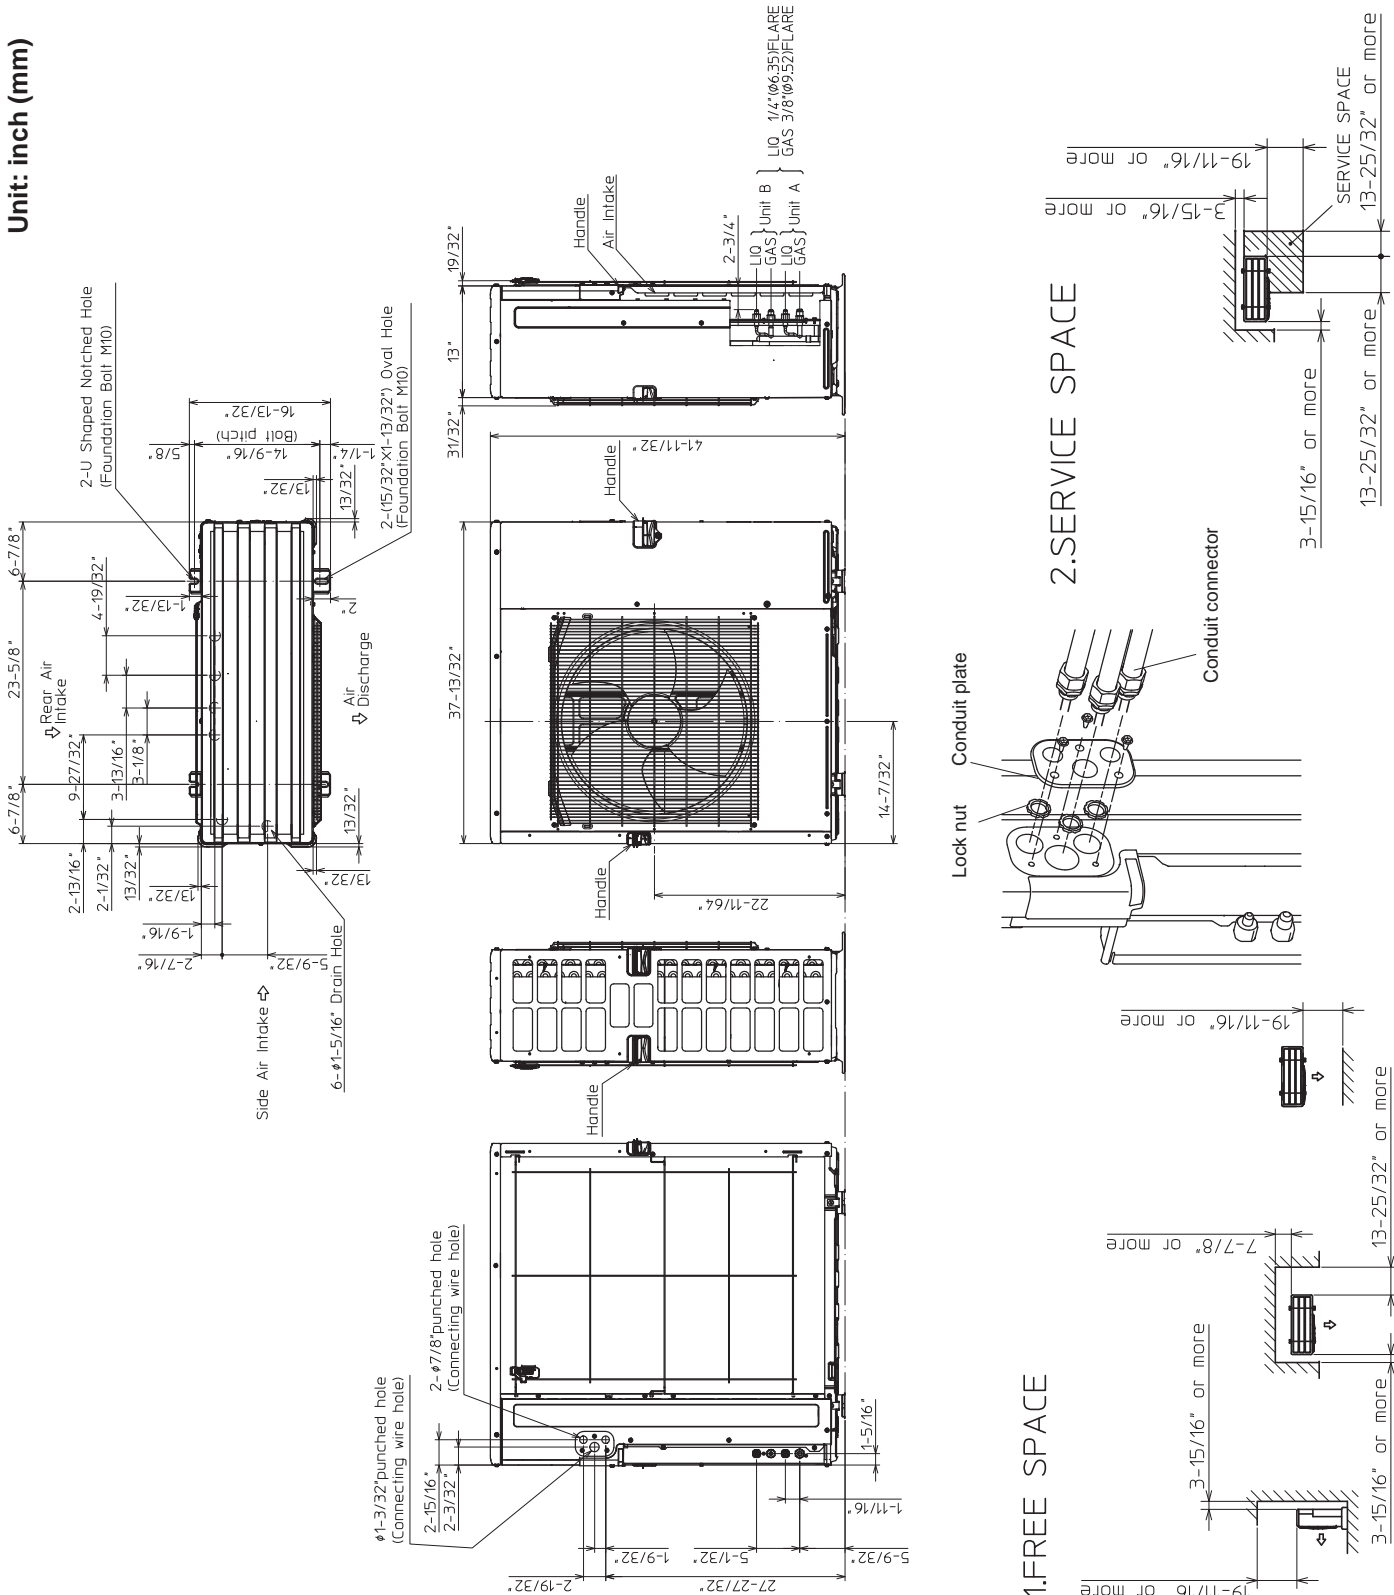 Unit: inch (mm)
2-U Shaped Notched Hole
(Foundation Bolt M10)
16-13/32"
(Bolt pitch)
14-9/16"
5/8"
1-1/4"
13/32"
13/32"
2-(15/32"X1-13/32") Oval Hole
(Foundation Bolt M10)
6-7/8"
23-5/8"
6-7/8"
4-19/32"
1-13/32"
2"
Rear Air
Intake
Air
Discharge
9-27/32"
3-13/16"
3-1/8"
2-13/16"
2-1/32"
13/32"
13/32"
13/32"
13/32"
1-9/16"
2-7/16"
5-9/32"
Side Air Intake
6-ø1-5/16" Drain Hole
19/32"
13"
31/32"
Handle
Air Intake
2-3/4"
LIQ
GAS
Unit B
LIQ
GAS
Unit A
LIQ 1/4"(ø6.35)FLARE
GAS 3/8"(ø9.52)FLARE
41-11/32"
Handle
37-13/32"
14-7/32"
Handle
22-11/64"
Handle
2-ø7/8"punched hole
(Connecting wire hole)
ø1-3/32"punched hole
(Connecting wire hole)
2-15/16"
2-3/32"
1-5/16"
1-11/16"
1-9/32"
5-1/32"
5-9/32"
2-19/32"
27-27/32"
2.SERVICE SPACE
19-11/16" or more
3-15/16" or more
SERVICE SPACE
13-25/32" or more
3-15/16" or more
13-25/32" or more
Conduit connector
Conduit plate
Lock nut
1.FREE SPACE
19-11/16" or more
7-7/8" or more
13-25/32" or more
3-15/16" or more
3-15/16" or more
19-11/16" or more